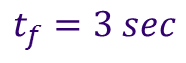 t_f = 3 sec